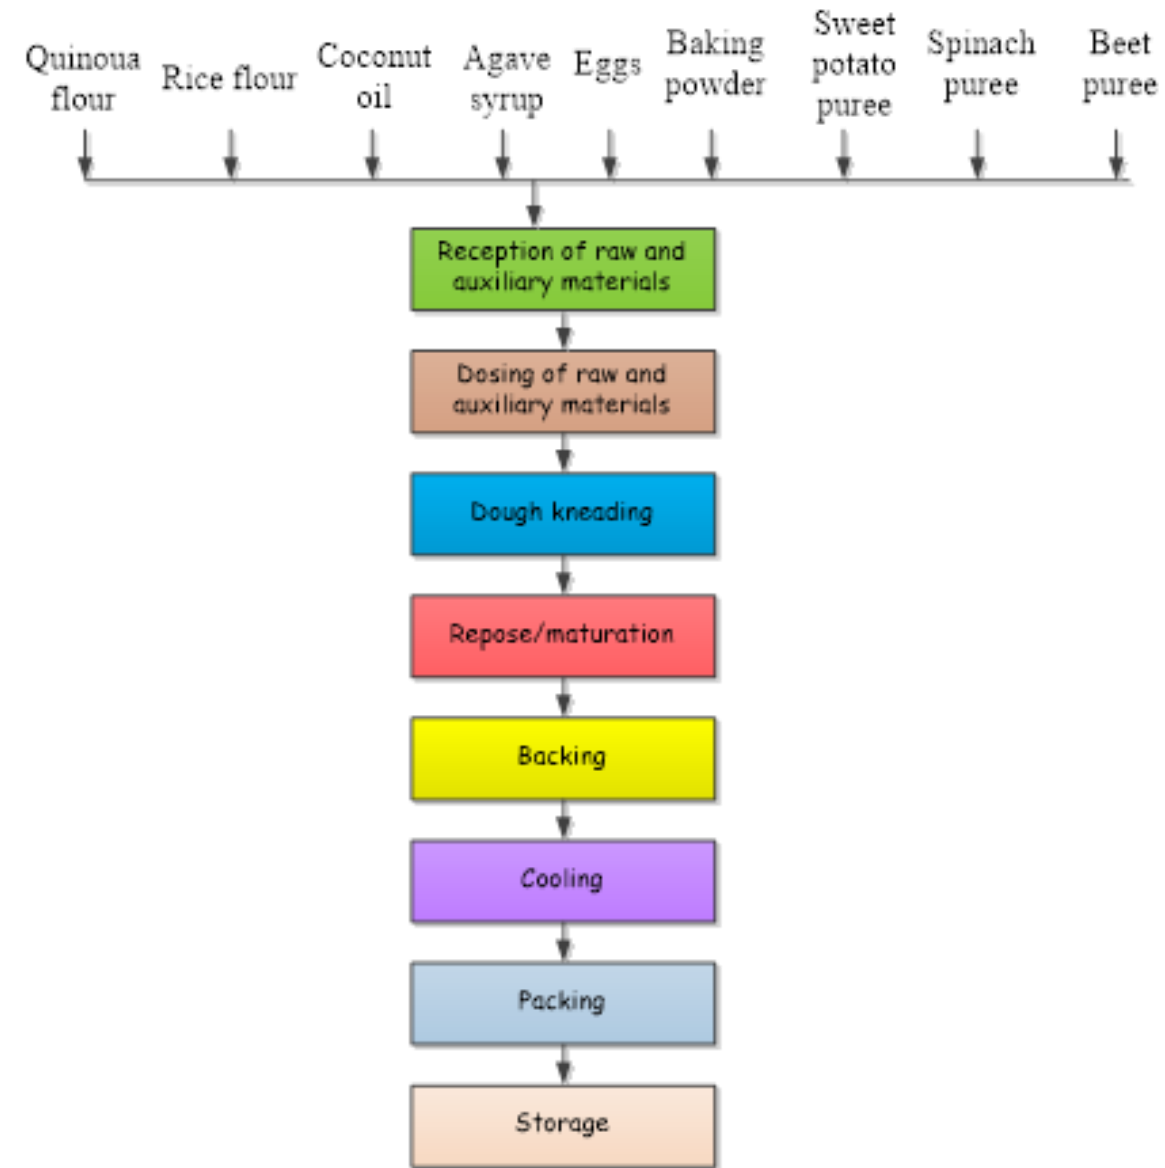 Quinoua
flour
Rice flour
Coconut
oil
Agave
syrup
Eggs
Baking
powder
Sweet
potato
puree
Spinach
puree
Beet
puree
Reception of raw and
auxiliary materials
Dosing of raw and
auxiliary materials
Dough kneading
Repose/maturation
Backing
Cooling
Packing
Storage